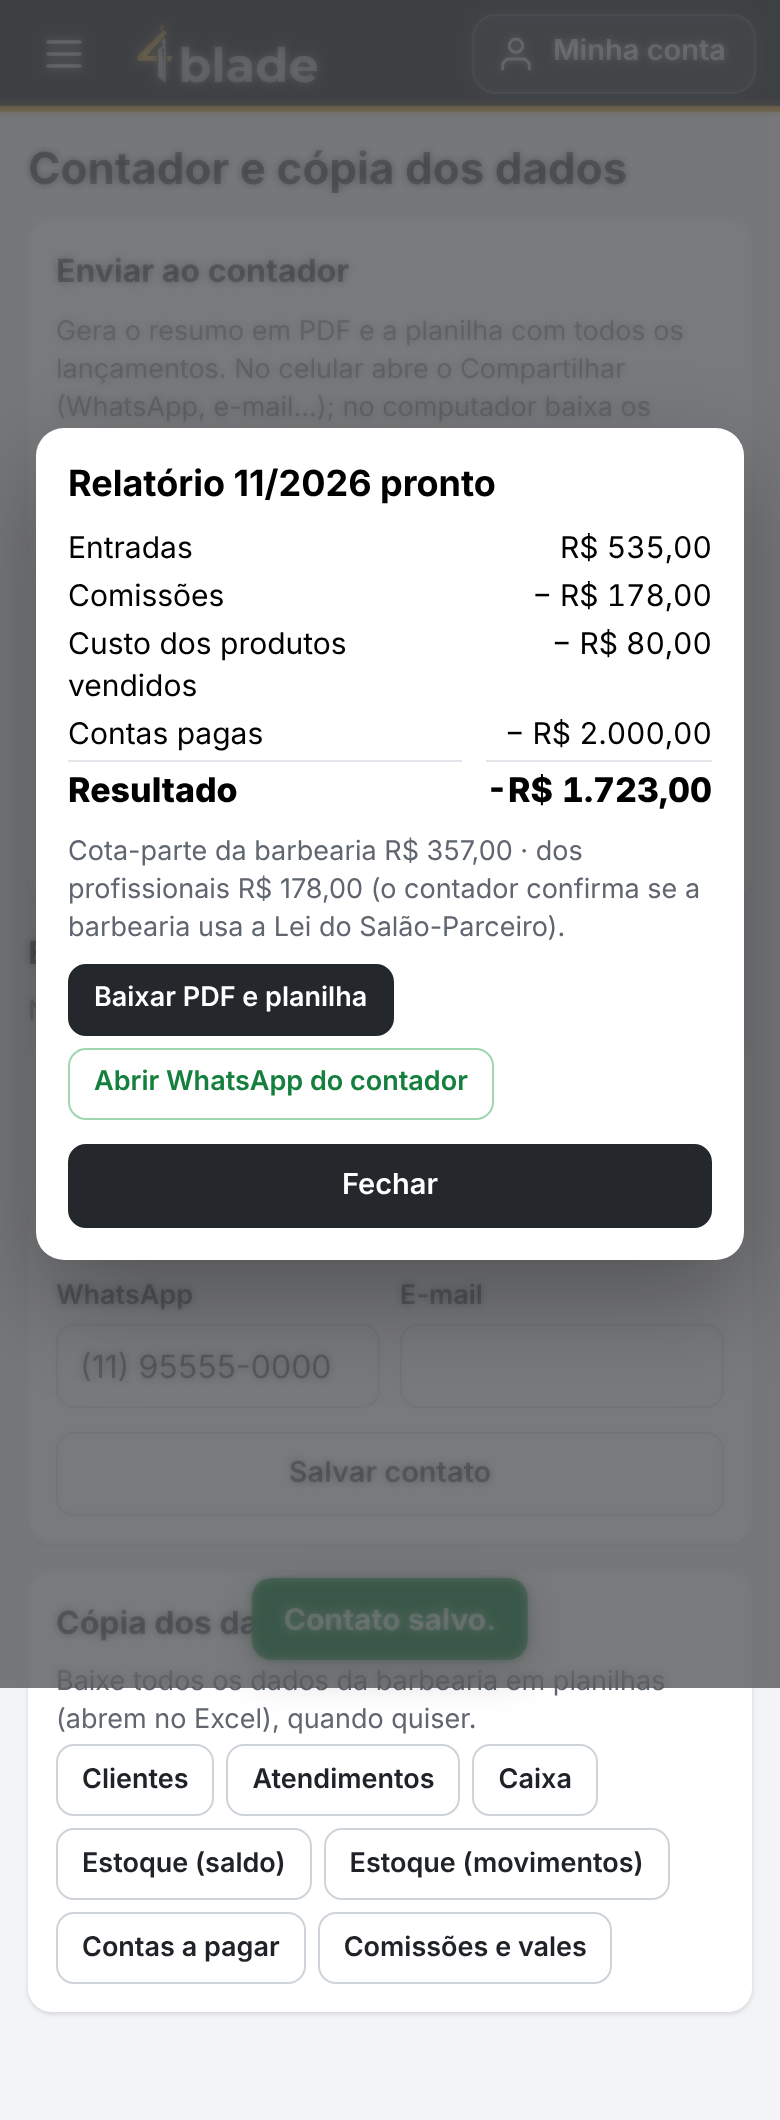 4blade
Minha conta
Contador e cópia dos dados
Enviar ao contador
Gera o resumo em PDF e a planilha com todos os
lançamentos. No celular abre o Compartilhar
(WhatsApp, e-mail...); no computador baixa os
Relatório 11/2026 pronto
Entradas R$ 535,00
Comissões − R$ 178,00
Custo dos produtos − R$ 80,00
vendidos
Contas pagas − R$ 2.000,00
Resultado -R$ 1.723,00
Cota-parte da barbearia R$ 357,00 · dos
profissionais R$ 178,00 (o contador confirma se a
barbearia usa a Lei do Salão-Parceiro).
Baixar PDF e planilha
Abrir WhatsApp do contador
Fechar
WhatsApp E-mail
(11) 95555-0000
Salvar contato
Cópia dos da
Contato salvo.
Baixe todos os dados da barbearia em planilhas
(abrem no Excel), quando quiser.
Clientes Atendimentos Caixa
Estoque (saldo) Estoque (movimentos)
Contas a pagar Comissões e vales